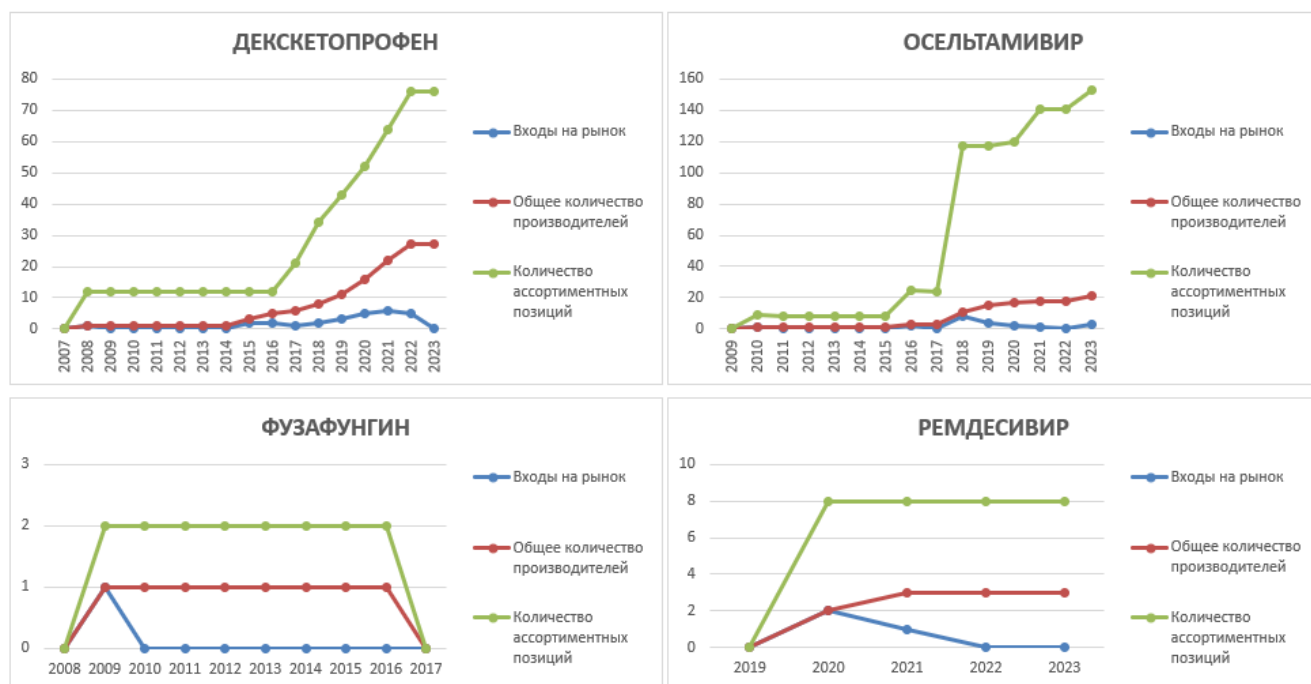 ДЕКСКЕТОПРОФЕН
80
70
60
50
40
30
20
10
0
2007
2008
2009
2010
2011
2012
2013
2014
2015
2016
2017
2018
2019
2020
2021
2022
2023
Входы на рынок
Общее количество
производителей
Количество
ассортиментных
позиций
ОСЕЛЬТАМИВИР
160
140
120
100
80
60
40
20
0
2009
2010
2011
2012
2013
2014
2015
2016
2017
2018
2019
2020
2021
2022
2023
Входы на рынок
Общее количество
производителей
Количество
ассортиментных
позиций
ФУЗАФУНГИН
3
2
1
0
2008 2009 2010 2011 2012 2013 2014 2015 2016 2017
Входы на рынок
Общее количество
производителей
Количество
ассортиментных
позиций
РЕМДЕСИВИР
10
8
6
4
2
0
2019 2020 2021 2022 2023
Входы на рынок
Общее количество
производителей
Количество
ассортиментных
позиций